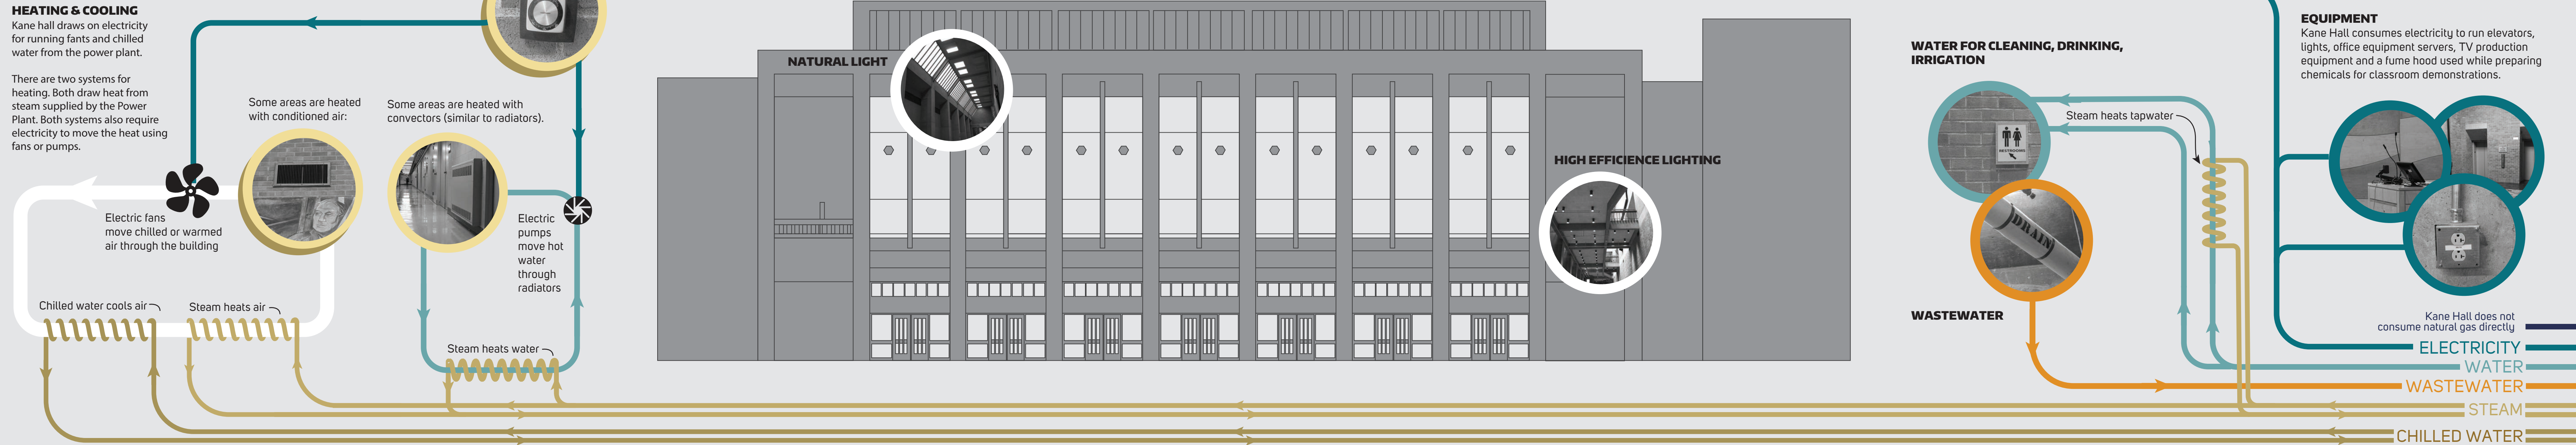 HEATING & COOLING
Kane hall draws on electricity
for running fants and chilled
water from the power plant.
There are two systems for
heating. Both draw heat from
steam supplied by the Power
Plant. Both systems also require
electricity to move the heat using
fans or pumps.
Some areas are heated
with conditioned air:
Some areas are heated with
convectors (similar to radiators).
Electric fans
move chilled or warmed
air through the building
Electric
pumps
move hot
water
through
radiators
Chilled water cools air
Steam heats air
Steam heats water
NATURAL LIGHT
HIGH EFFICIENCE LIGHTING
WATER FOR CLEANING, DRINKING,
IRRIGATION
Steam heats tapwater
RESTROOMS
DRAIN
WASTEWATER
EQUIPMENT
Kane Hall consumes electricity to run elevators,
lights, office equipment servers, TV production
equipment and a fume hood used while preparing
chemicals for classroom demonstrations.
Kane Hall does not
consume natural gas directly
ELECTRICITY
WATER
WASTEWATER
STEAM
CHILLED WATER